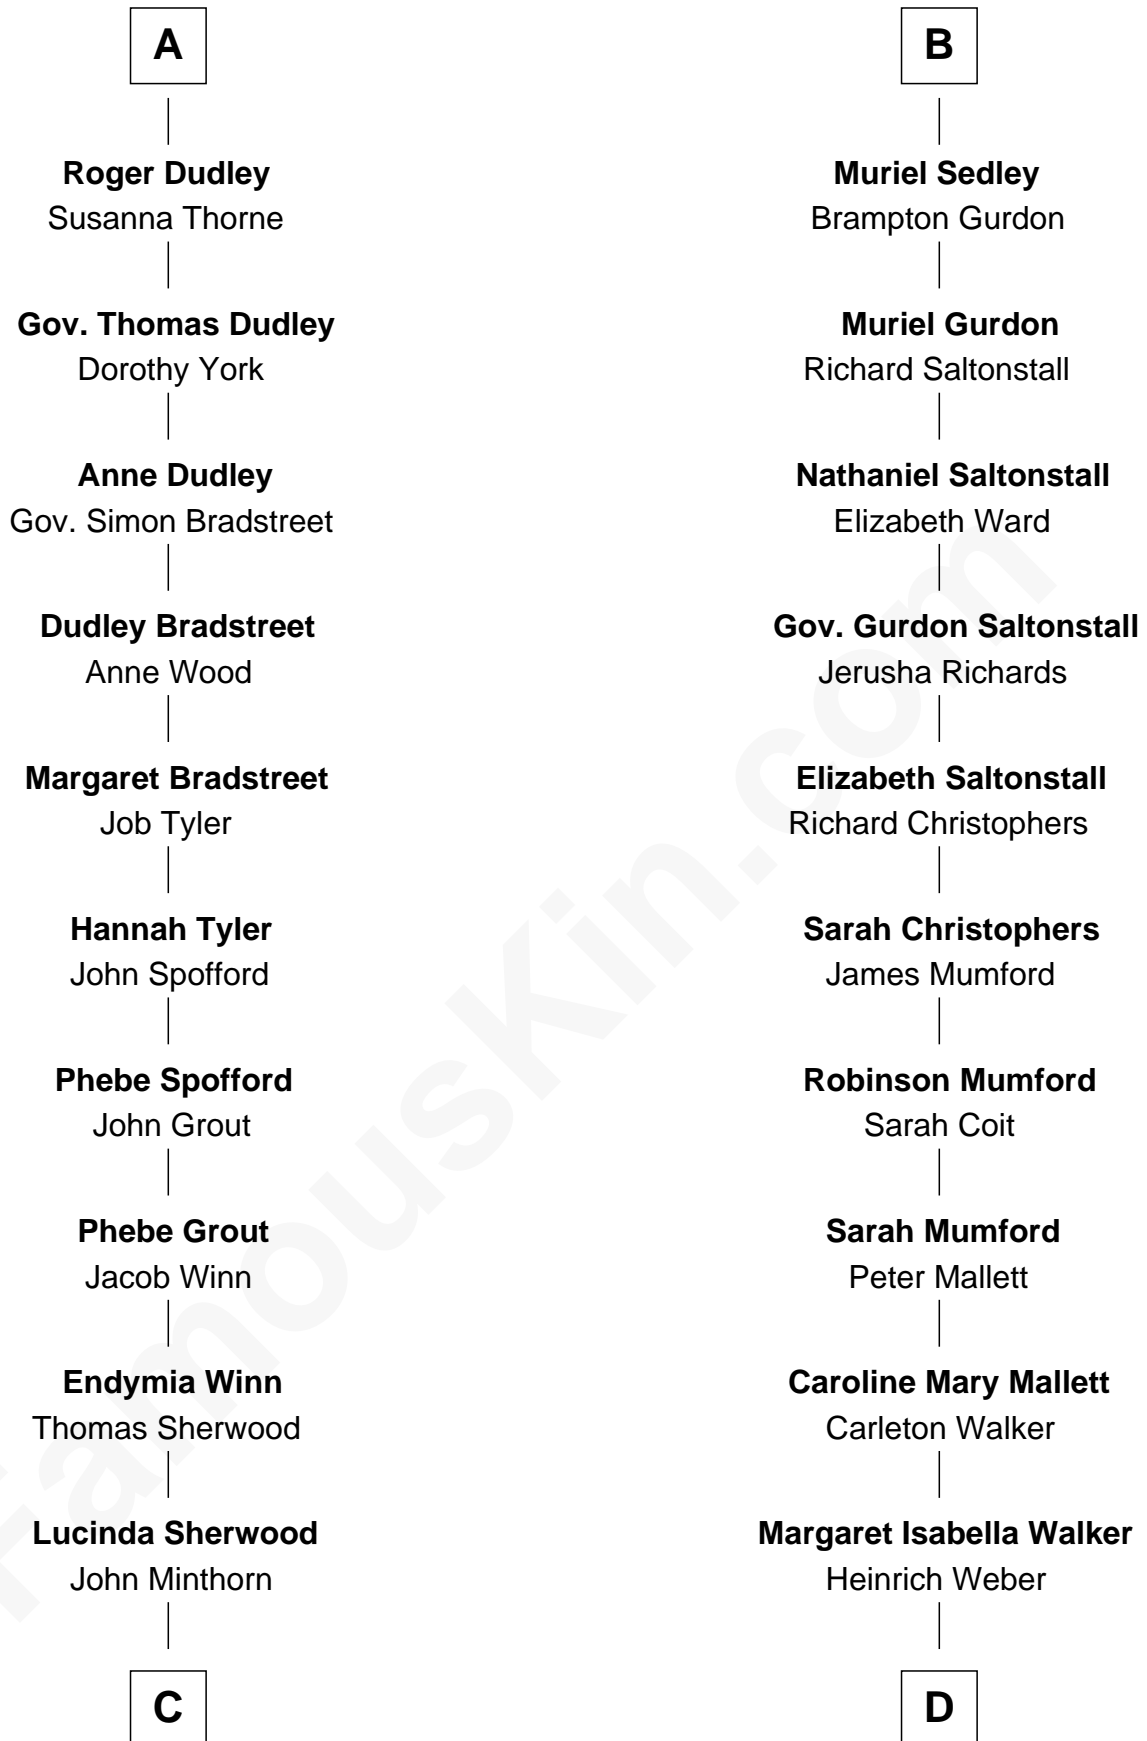 A
Roger Dudley
Susanna Thorne
Gov. Thomas Dudley
Dorothy York
Anne Dudley
Gov. Simon Bradstreet
Dudley Bradstreet
Anne Wood
Margaret Bradstreet
Job Tyler
Hannah Tyler
John Spofford
Phebe Spofford
John Grout
Phebe Grout
Jacob Winn
Endymia Winn
Thomas Sherwood
Lucinda Sherwood
John Minthorn
C
B
Muriel Sedley
Brampton Gurdon
Muriel Gurdon
Richard Saltonstall
Nathaniel Saltonstall
Elizabeth Ward
Gov. Gurdon Saltonstall
Jerusha Richards
Elizabeth Saltonstall
Richard Christophers
Sarah Christophers
James Mumford
Robinson Mumford
Sarah Coit
Sarah Mumford
Peter Mallett
Caroline Mary Mallett
Carleton Walker
Margaret Isabella Walker
Heinrich Weber
D
FamousKin.com